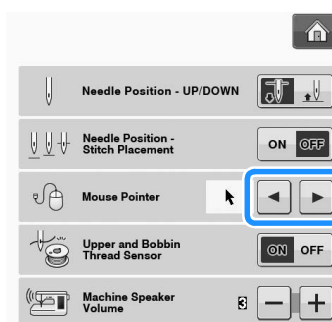 Needle Position - UP/DOWN
Needle Position -
Stitch Placement
ON OFF
Mouse Pointer
Upper and Bobbin
Thread Sensor
ON OFF
Machine Speaker
Volume
3